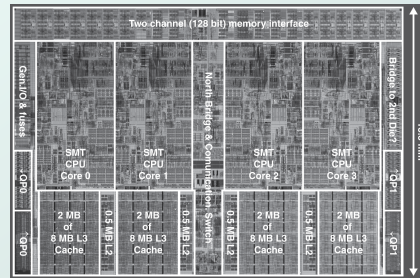 Two channel (128 bit) memory interface
Gen.I/O & fuses
QP0
↑QP0
SMT
CPU
Core 0
SMT
CPU
Core 1
North Bridge & Communication Switch
SMT
CPU
Core 2
SMT
CPU
Core 3
Bridge to 2nd Die?
QP1
↑QP1
2 MB
of
8 MB L3
Cache
0.5 MB L2
2 MB
of
8 MB L3
Cache
0.5 MB L2
0.5 MB L2
2 MB
of
8 MB L3
Cache
0.5 MB L2
2 MB
of
8 MB L3
Cache